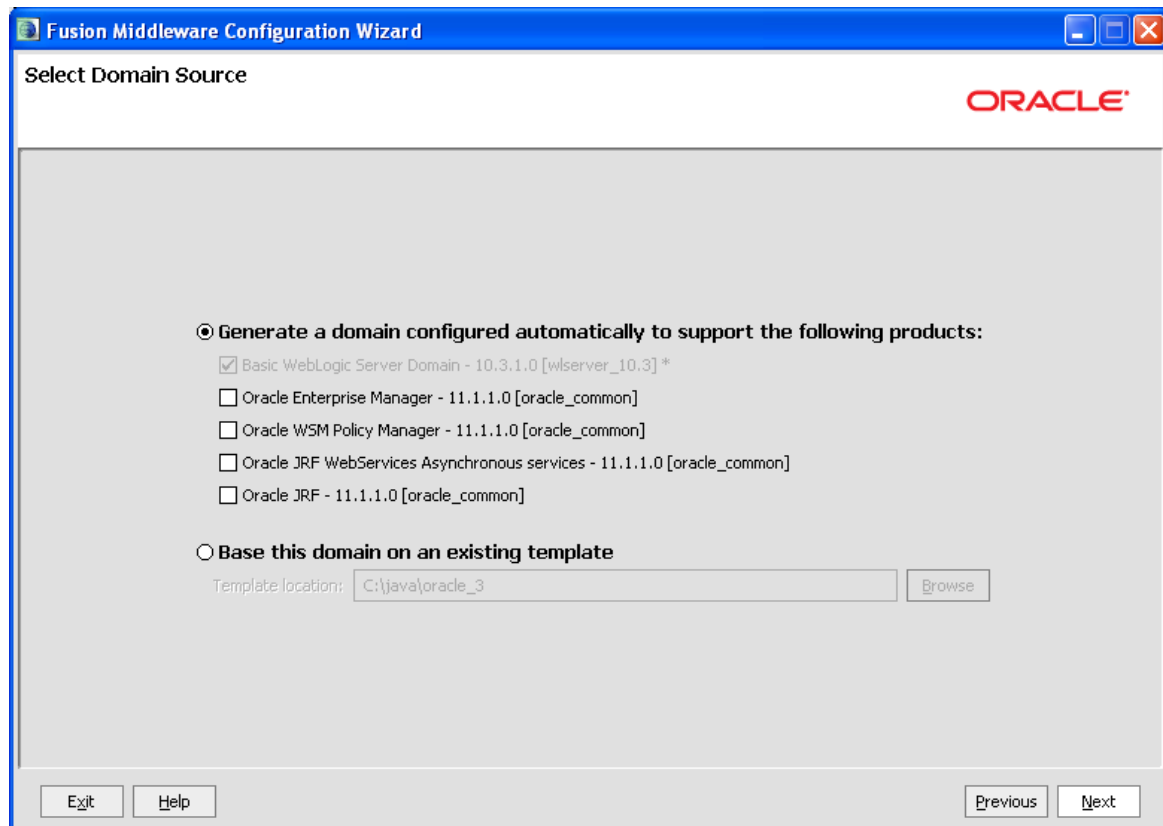 Fusion Middleware Configuration Wizard
Select Domain Source
ORACLE
Generate a domain configured automatically to support the following products:
Basic WebLogic Server Domain - 10.3.1.0 [wlserver_10.3] *
Oracle Enterprise Manager - 11.1.1.0 [oracle_common]
Oracle WSM Policy Manager - 11.1.1.0 [oracle_common]
Oracle JRF WebServices Asynchronous services - 11.1.1.0 [oracle_common]
Oracle JRF - 11.1.1.0 [oracle_common]
Base this domain on an existing template
Template location: C:\java\oracle_3 Browse
Exit Help Previous Next